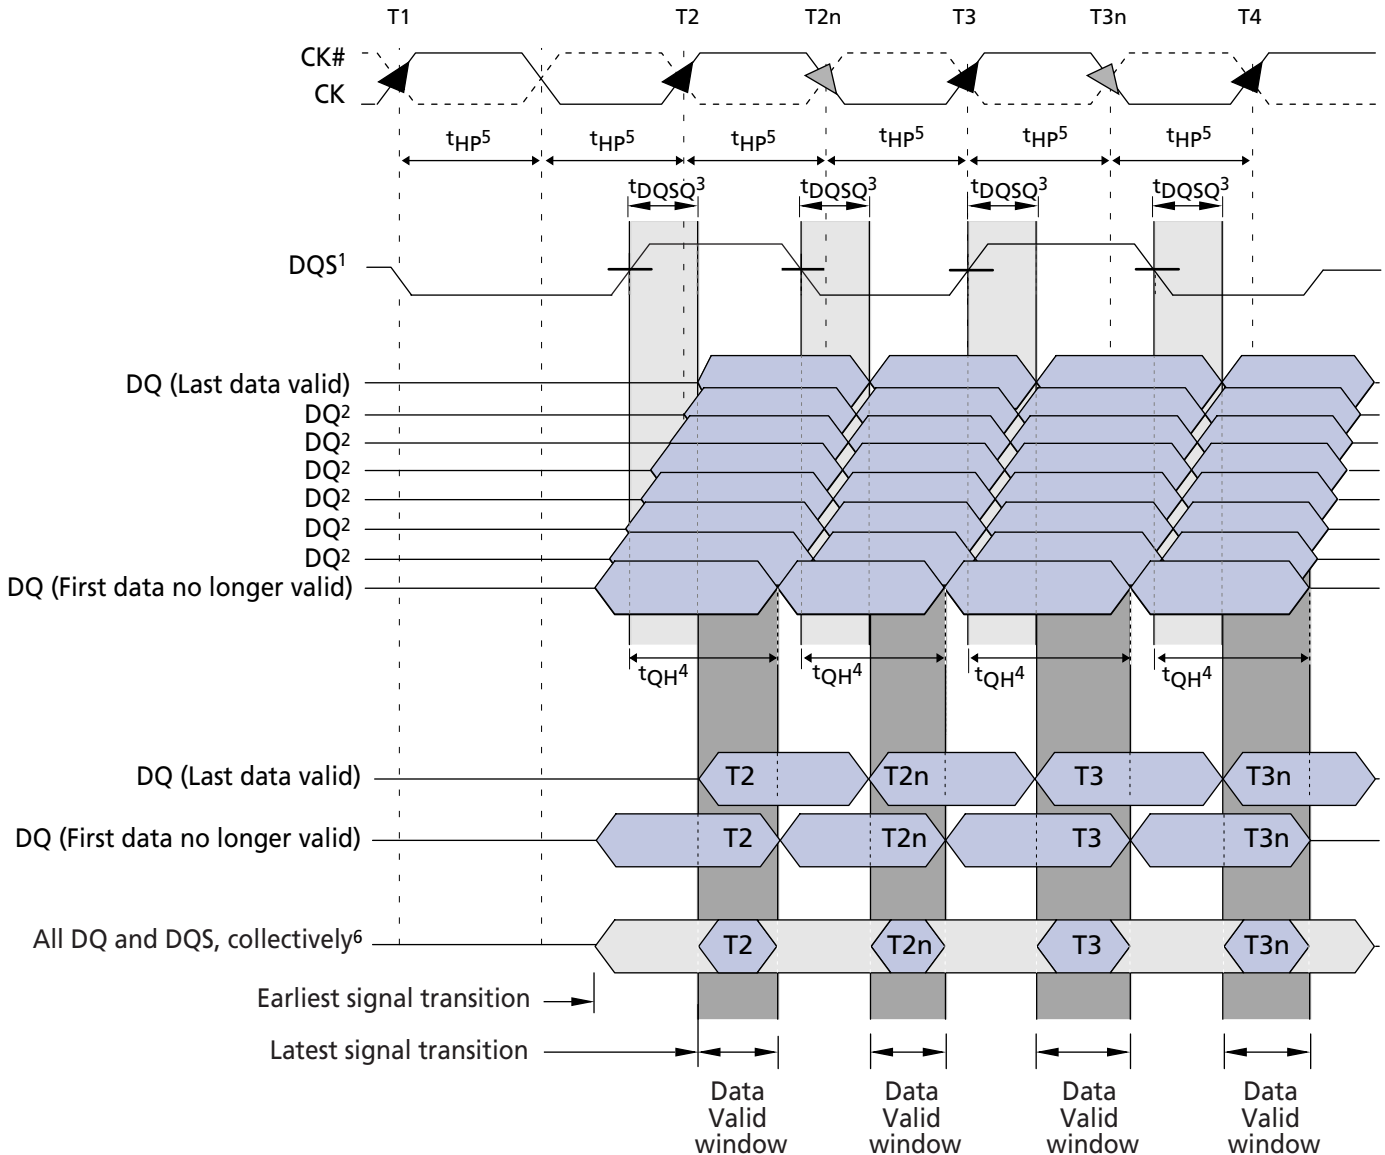 T1 T2 T2n T3 T3n T4
CK#
CK
tHP5 tHP5 tHP5 tHP5 tHP5 tHP5
tDQSQ3 tDQSQ3 tDQSQ3 tDQSQ3
DQS1
DQ (Last data valid)
DQ2
DQ2
DQ2
DQ2
DQ2
DQ2
DQ (First data no longer valid)
tQH4 tQH4 tQH4 tQH4
DQ (Last data valid) T2 T2n T3 T3n
DQ (First data no longer valid) T2 T2n T3 T3n
All DQ and DQS, collectively6 T2 T2n T3 T3n
Earliest signal transition
Latest signal transition
Data Data Data Data
Valid Valid Valid Valid
window window window window